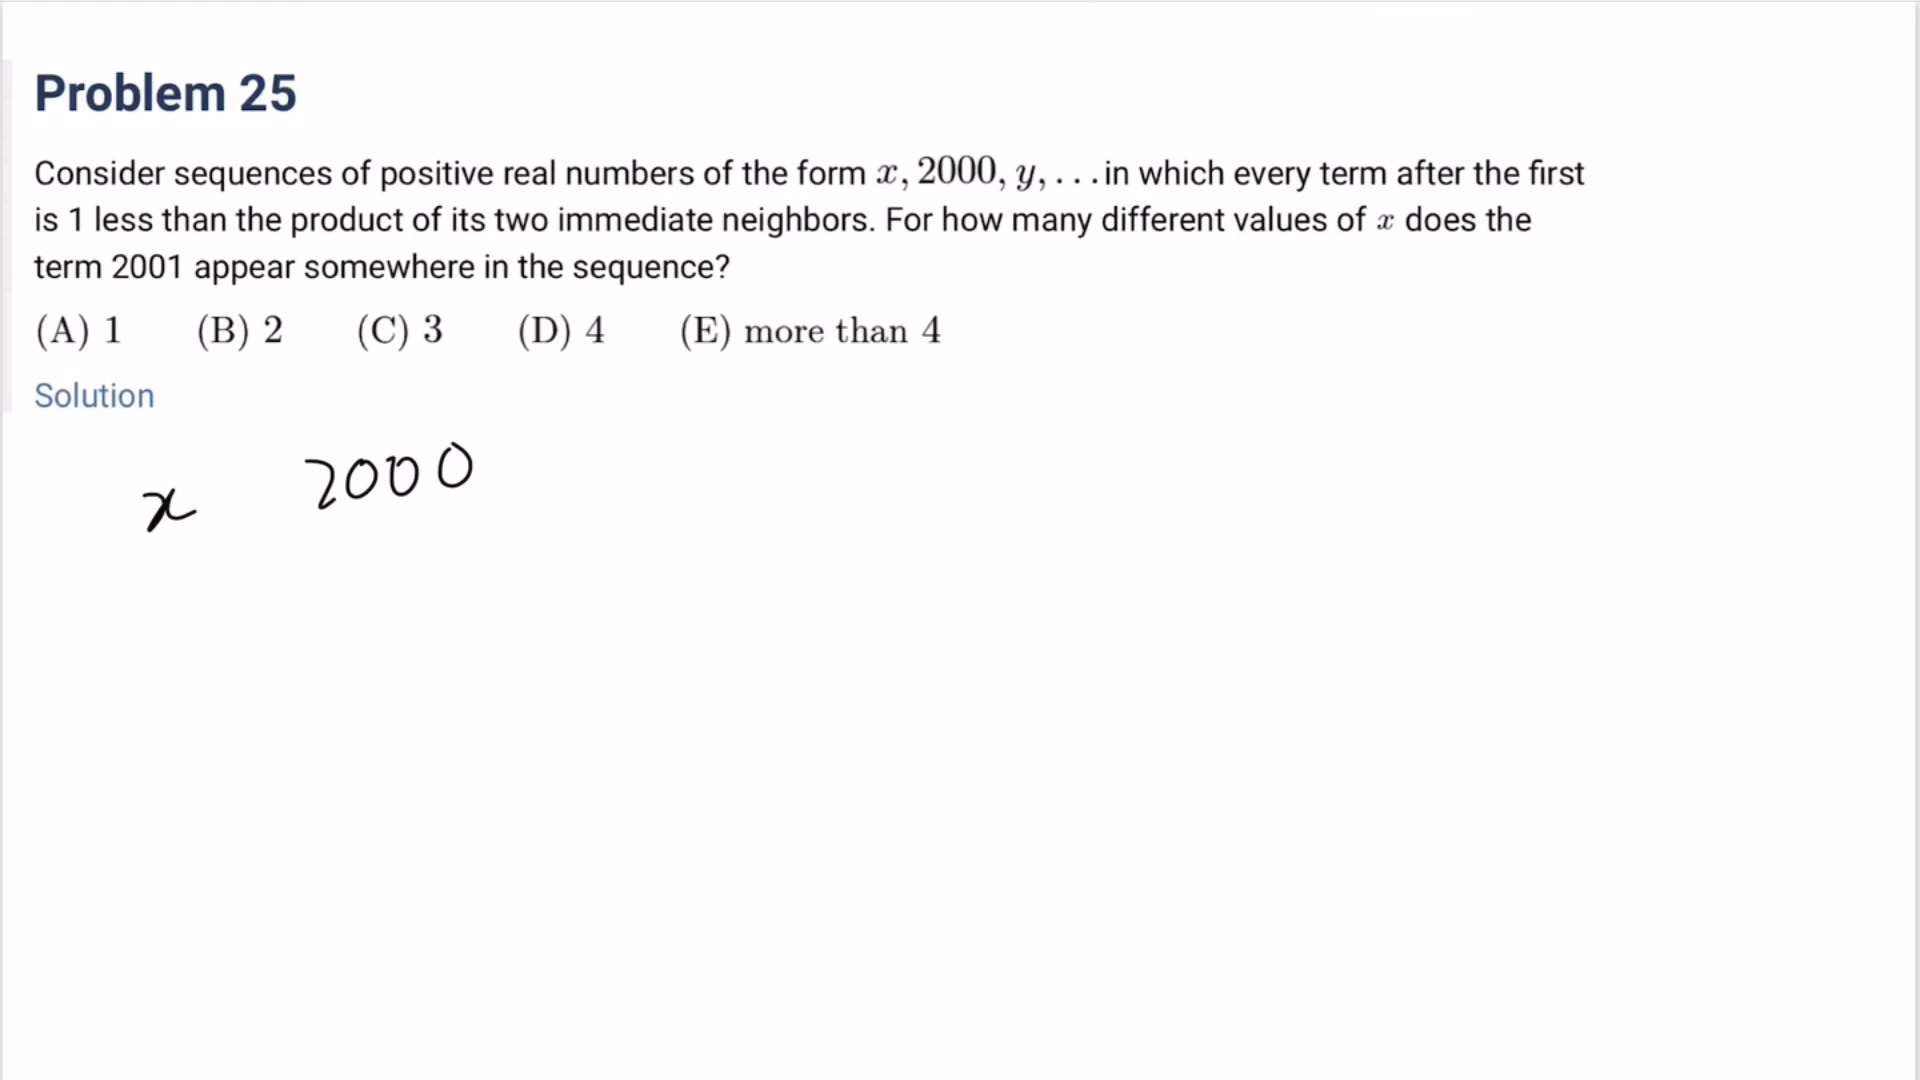 Problem 25
Consider sequences of positive real numbers of the form x, 2000, y, . . . in which every term after the first
is 1 less than the product of its two immediate neighbors. For how many different values of x does the
term 2001 appear somewhere in the sequence?
(A) 1 (B) 2 (C) 3 (D) 4 (E) more than 4
Solution
x 2000